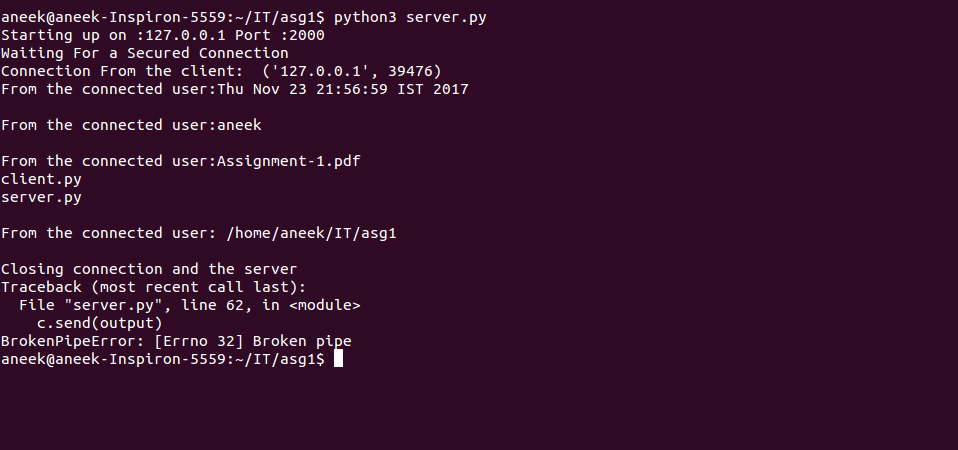 aneek@aneek-Inspiron-5559:~/IT/asg1$ python3 server.py
Starting up on :127.0.0.1 Port :2000
Waiting For a Secured Connection
Connection From the client:  ('127.0.0.1', 39476)
From the connected user:Thu Nov 23 21:56:59 IST 2017
From the connected user:aneek
From the connected user:Assignment-1.pdf
client.py
server.py
From the connected user: /home/aneek/IT/asg1
Closing connection and the server
Traceback (most recent call last):
  File "server.py", line 62, in <module>
    c.send(output)
BrokenPipeError: [Errno 32] Broken pipe
aneek@aneek-Inspiron-5559:~/IT/asg1$